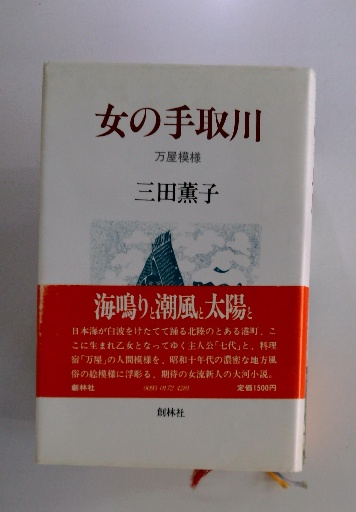 女の手取川
万屋模様
三田薫子
海鳴りと潮風と太陽と
日本海が白波をけたてて踊る北陸のとある港町、こ
こに生まれ乙女となってゆく主人公「七代」と、料理
宿「万屋」の人間模様を、昭和十年代の濃密な地方風
俗の絵模様に浮彫る、期待の女流新人の大河小説。
創林社
定価1500円
創林社